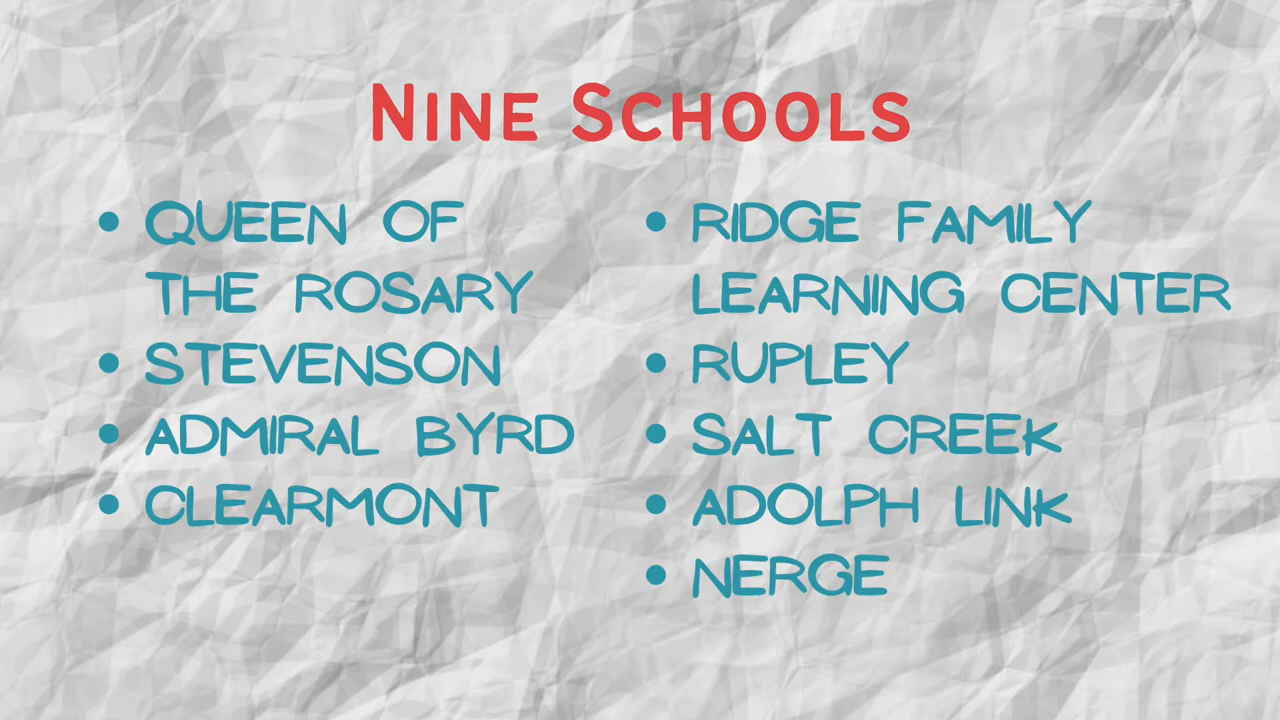 Nine Schools
• QUEEN OF
THE ROSARY
• STEVENSON
• ADMIRAL BYRD
• CLEARMONT
• RIDGE FAMILY
LEARNING CENTER
• RUPLEY
• SALT CREEK
• ADOLPH LINK
• NERGE